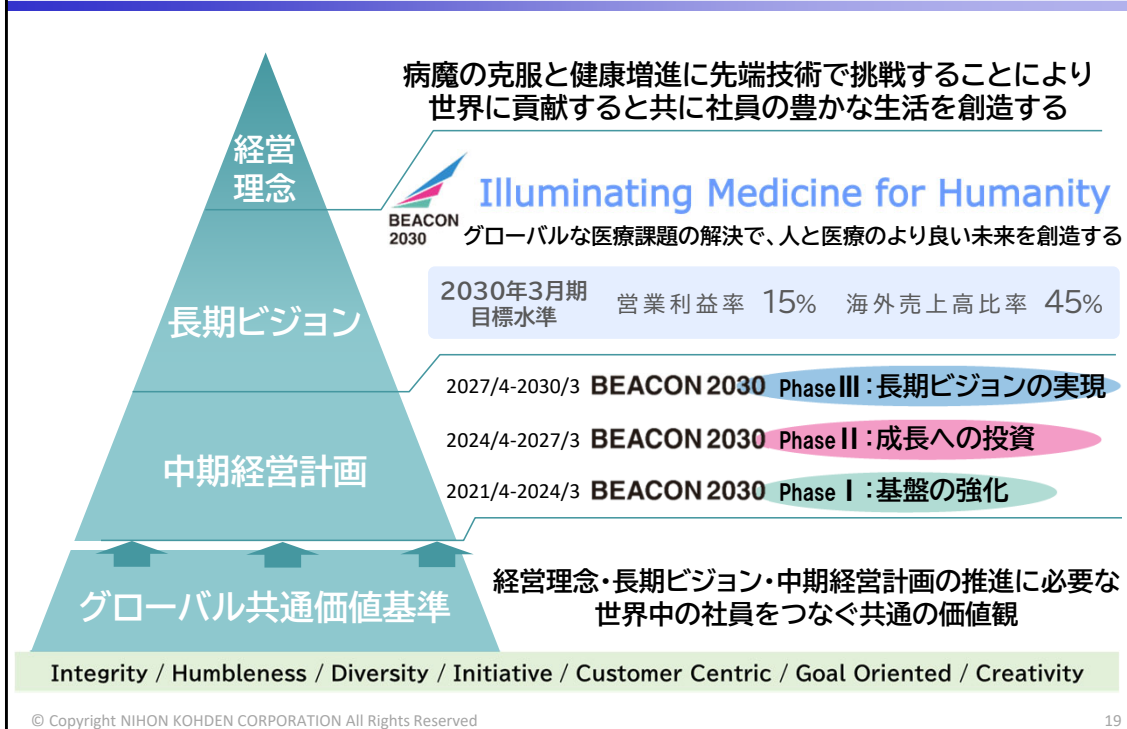 病魔の克服と健康増進に先端技術で挑戦することにより
世界に貢献すると共に社員の豊かな生活を創造する
経営
理念
BEACON
2030
Illuminating Medicine for Humanity
グローバルな医療課題の解決で、人と医療のより良い未来を創造する
長期ビジョン
2030年3月期
目標水準
営業利益率 15% 海外売上高比率 45%
中期経営計画
2027/4-2030/3 BEACON 2030 Phase Ⅲ:長期ビジョンの実現
2024/4-2027/3 BEACON 2030 Phase Ⅱ:成長への投資
2021/4-2024/3 BEACON 2030 Phase Ⅰ:基盤の強化
グローバル共通価値基準
経営理念・長期ビジョン・中期経営計画の推進に必要な
世界中の社員をつなぐ共通の価値観
Integrity / Humbleness / Diversity / Initiative / Customer Centric / Goal Oriented / Creativity
© Copyright NIHON KOHDEN CORPORATION All Rights Reserved
19